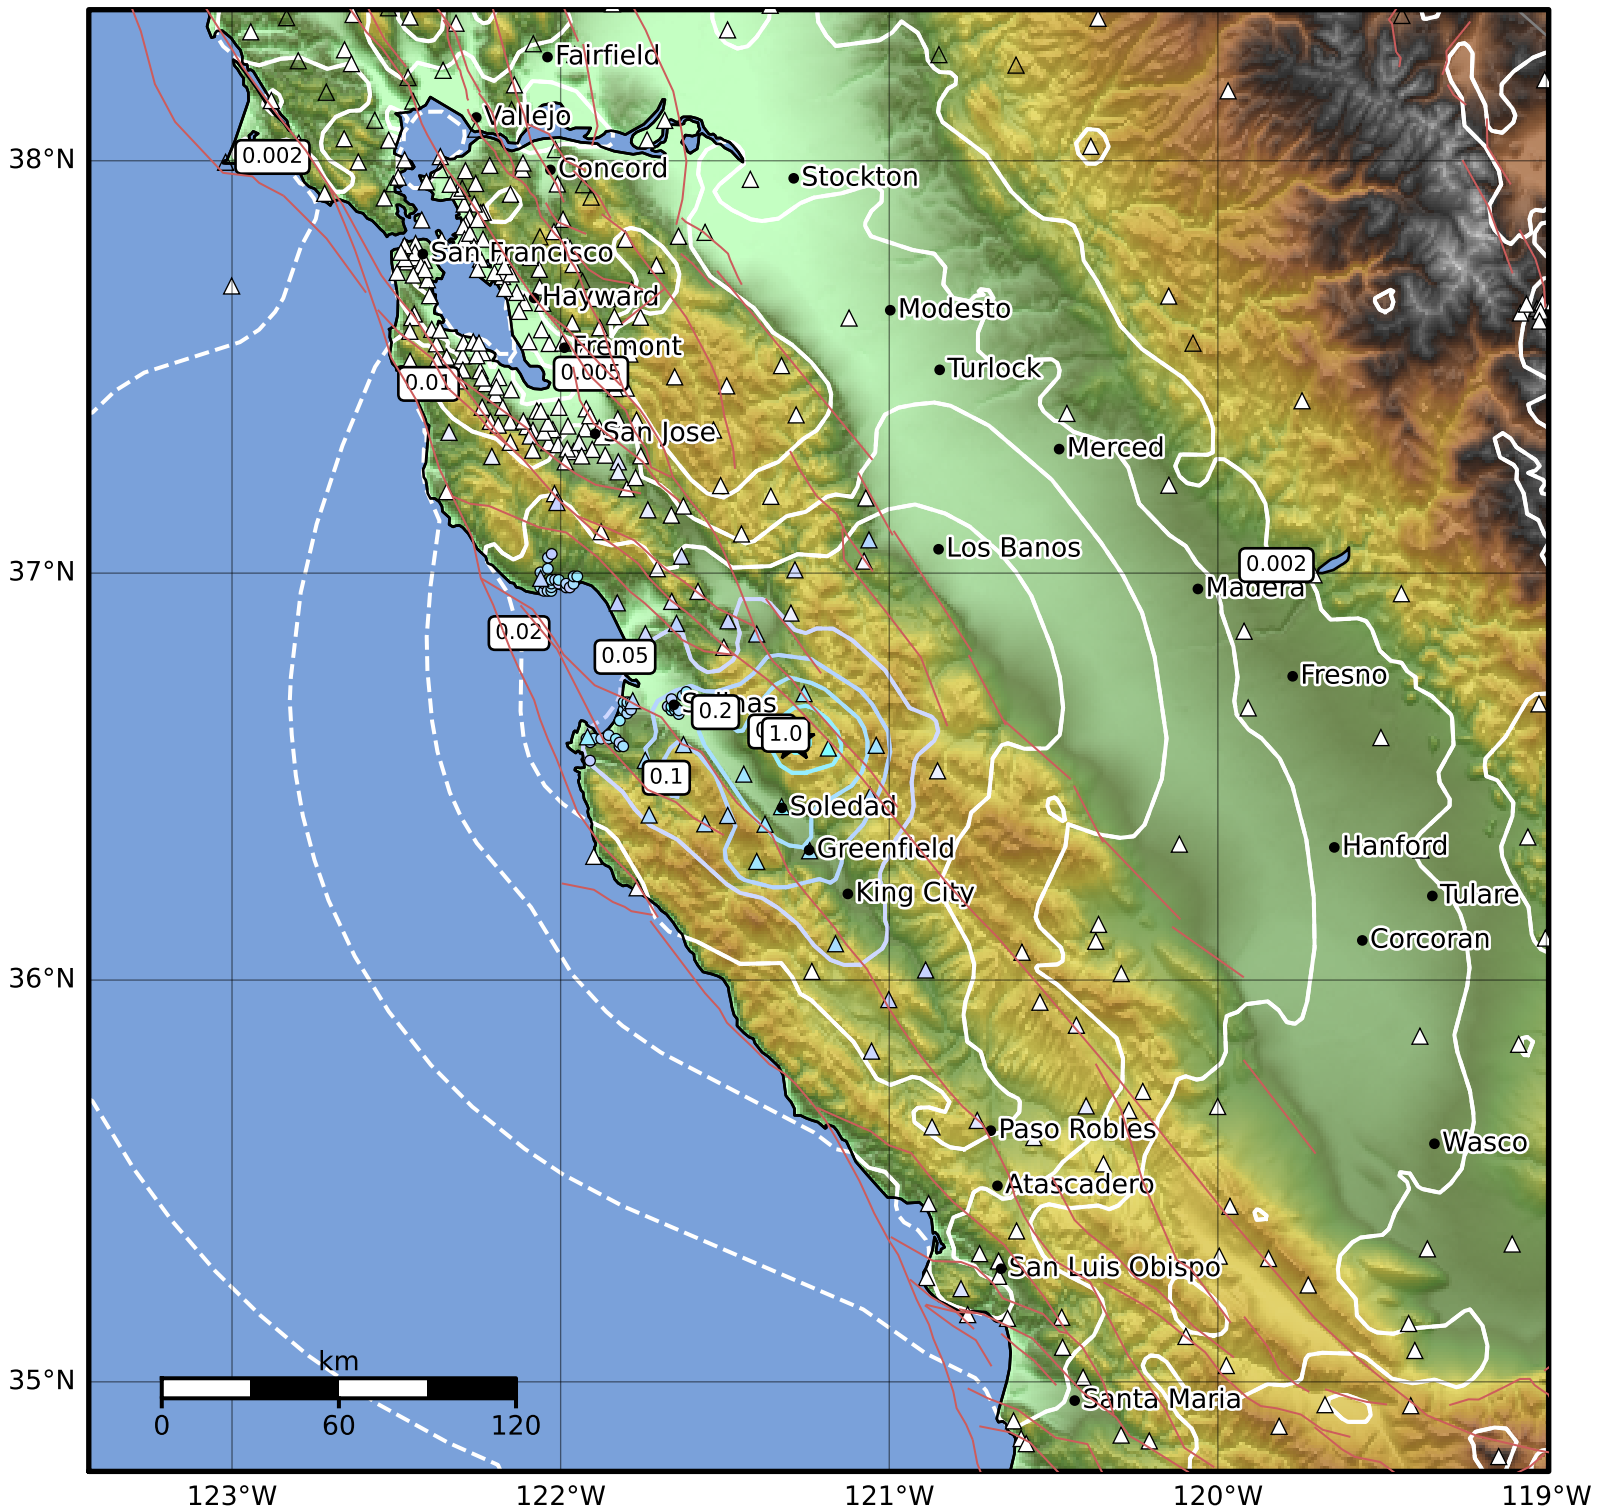 Fairfield
Vallejo
38°N
0.002
Concord
Stockton
San Francisco
Hayward
Modesto
Fremont
0.005
0.01
Turlock
San Jose
Merced
Los Banos
37°N
0.002
Madera
0.02
0.05
Fresno
Salinas
0.2
1.0
0.1
Soledad
Greenfield
Hanford
King City
Tulare
Corcoran
36°N
Paso Robles
Wasco
Atascadero
San Luis Obispo
km
35°N
Santa Maria
0 60 120
123°W 122°W 121°W 120°W 119°W